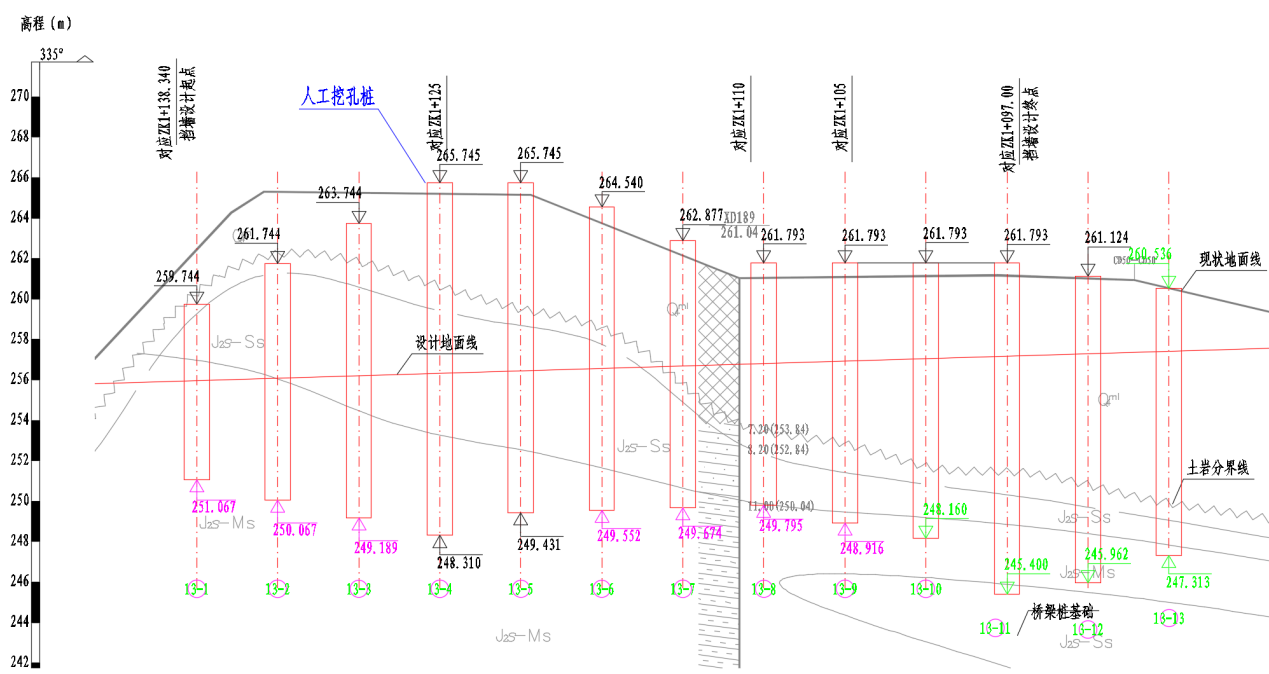 高程(m)
335°
270
268
266
264
262
260
258
256
254
252
250
248
246
244
242
对应ZK1+138.340
挡墙设计起点
人工挖孔桩
对应ZK1+125
对应ZK1+110
对应ZK1+105
对应ZK1+097.00
挡墙设计终点
259.744
261.744
263.744
265.745
265.745
264.540
262.877
XD189
261.04
261.793
261.793
261.793
261.793
261.124
260.536
现状地面线
设计地面线
土岩分界线
桥梁桩基础
J2S-Ss
J2S-Ss
J2S-Ms
J2S-Ms
J2S-Ss
J2S-Ms
J2S-Ss
Qml
Qml
7.20(253.84)
8.20(252.84)
11.00(250.04)
251.067
250.067
249.189
248.310
249.431
249.552
249.674
249.795
248.916
248.160
245.400
245.962
247.313
13-1
13-2
13-3
13-4
13-5
13-6
13-7
13-8
13-9
13-10
13-11
13-12
13-13